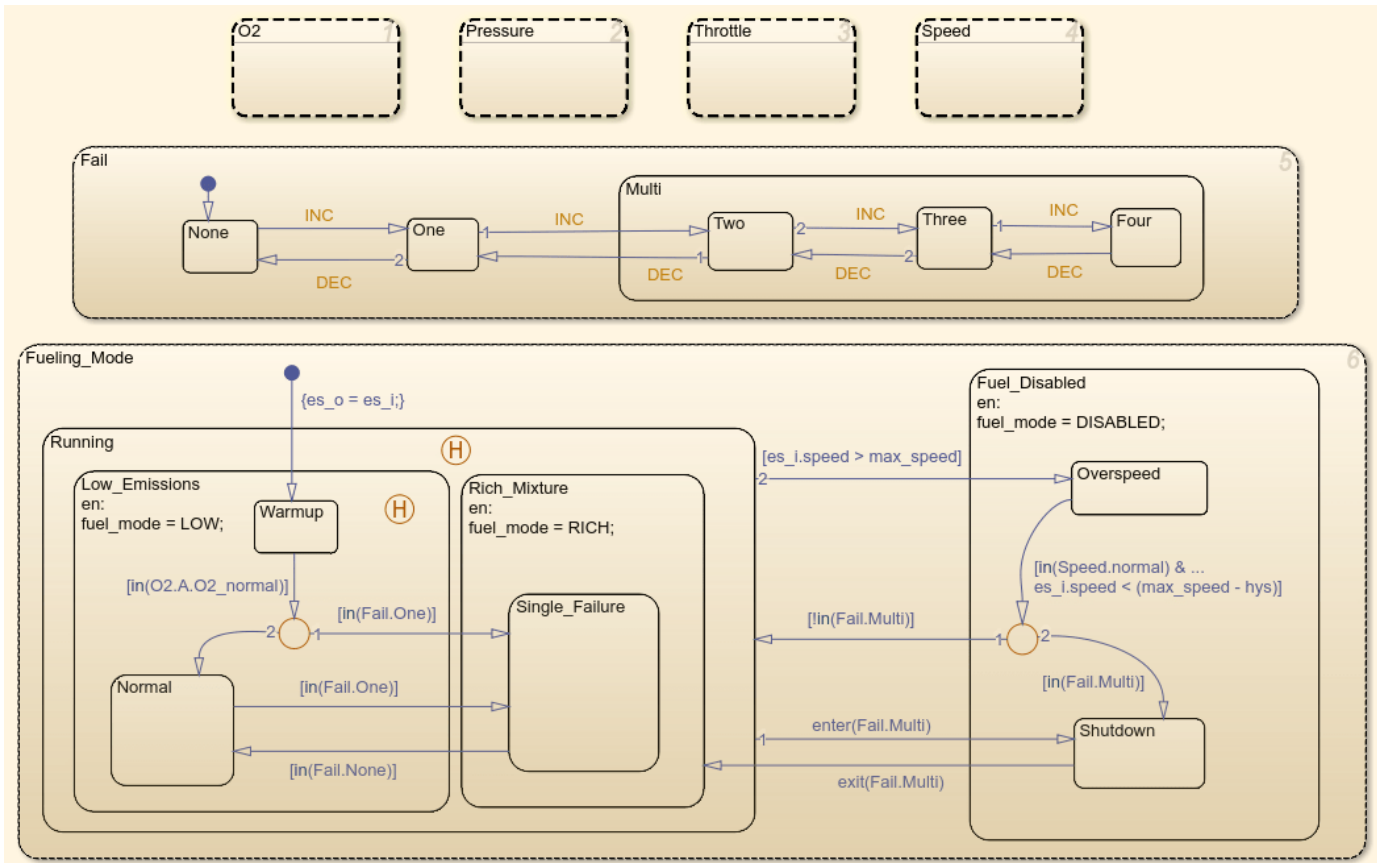 O2 1
Pressure 2
Throttle 3
Speed 4
Fail 5
Multi
None
INC
DEC
2
One
1
INC
DEC
1
Two
2
INC
DEC
2
Three
1
INC
DEC
Four
Fueling_Mode 6
{es_o = es_i;}
Running
H
Low_Emissions
en:
fuel_mode = LOW;
H
Warmup
[in(O2.A.O2_normal)]
2
1
[in(Fail.One)]
Normal
[in(Fail.One)]
[in(Fail.None)]
Rich_Mixture
en:
fuel_mode = RICH;
Single_Failure
[es_i.speed > max_speed]
2
[!in(Fail.Multi)]
1
2
enter(Fail.Multi)
1
exit(Fail.Multi)
Fuel_Disabled
en:
fuel_mode = DISABLED;
Overspeed
[in(Speed.normal) & ...
es_i.speed < (max_speed - hys)]
[in(Fail.Multi)]
Shutdown